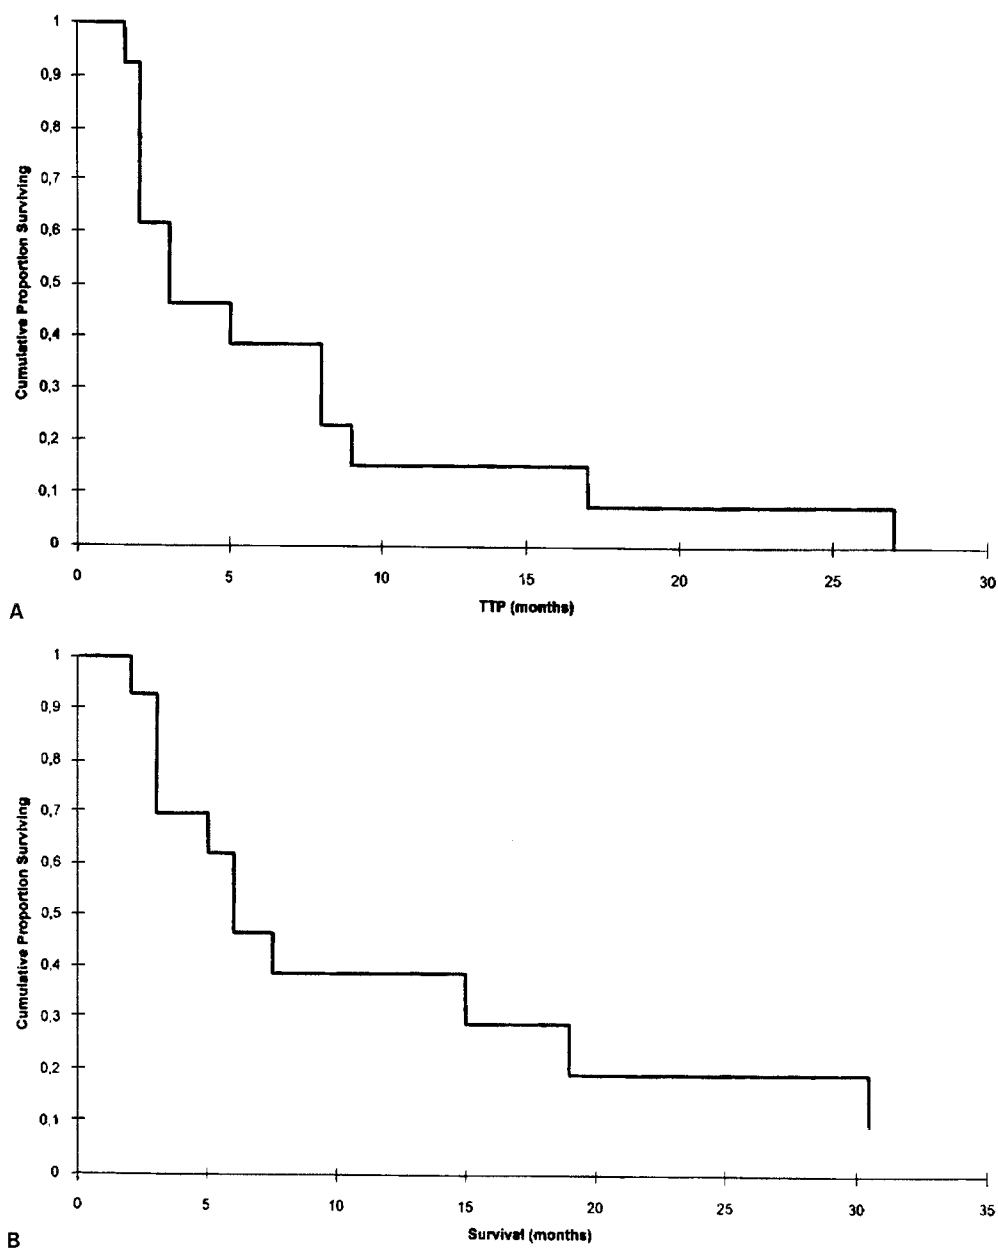 1
0,9
0,8
0,7
0,6
0,5
0,4
0,3
0,2
0,1
0
Cumulative Proportion Surviving
0 5 10 15 20 25 30
TTP (months)
A
1
0,9
0,8
0,7
0,6
0,5
0,4
0,3
0,2
0,1
0
Cumulative Proportion Surviving
0 5 10 15 20 25 30 35
Survival (months)
B